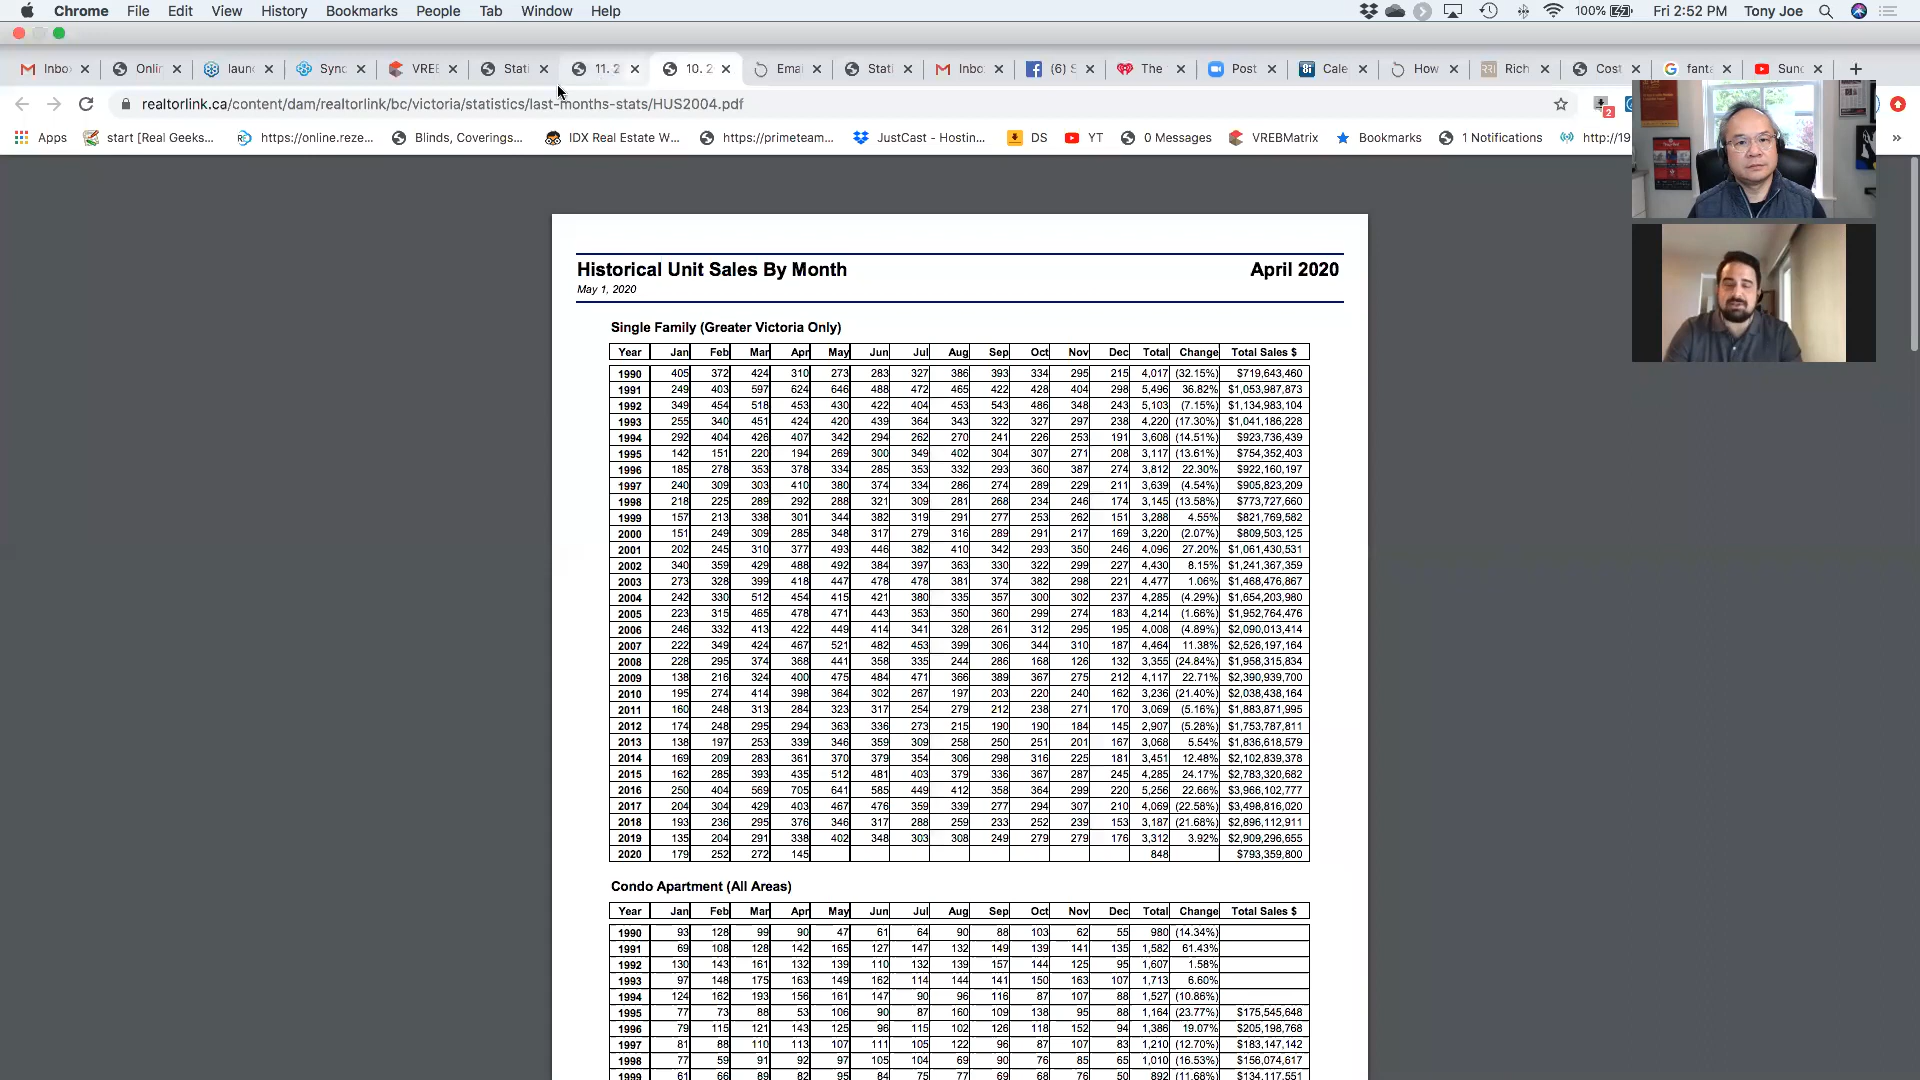 Chrome File Edit View History Bookmarks People Tab Window Help 100% Fri 2:52 PM Tony Joe
Inbo Onlin laun Sync VREE Stati 11. 2 10. 2 Ema Stati Inbo (6) S The Post Cale How Rich Cost fanta Sunc
realtorlink.ca/content/dam/realtorlink/bc/victoria/statistics/last-months-stats/HUS2004.pdf
Apps start [Real Geeks... https://online.reze... Blinds, Coverings... IDX Real Estate W... https://primeteam... JustCast - Hostin... DS YT 0 Messages VREBMatrix Bookmarks 1 Notifications http://19
Historical Unit Sales By Month April 2020
May 1, 2020
Single Family (Greater Victoria Only)
Year Jan Feb Mar Apr May Jun Jul Aug Sep Oct Nov Dec Total Change Total Sales $
1990 405 372 424 310 273 283 327 386 393 334 295 215 4,017 (32.15%) $719,643,460
1991 249 403 597 624 646 488 472 465 422 428 404 298 5,496 36.82% $1,053,987,873
1992 349 454 518 453 430 422 404 453 543 486 348 243 5,103 (7.15%) $1,134,983,104
1993 255 340 451 424 420 439 364 343 322 327 297 238 4,220 (17.30%) $1,041,186,228
1994 292 404 426 407 342 294 262 270 241 226 253 191 3,608 (14.51%) $923,736,439
1995 142 151 220 194 269 300 349 402 304 307 271 208 3,117 (13.61%) $754,352,403
1996 185 278 353 378 334 285 353 332 293 360 387 274 3,812 22.30% $922,160,197
1997 240 309 303 410 380 374 334 286 274 289 229 211 3,639 (4.54%) $905,823,209
1998 218 225 289 292 288 321 309 281 268 234 246 174 3,145 (13.58%) $773,727,660
1999 157 213 338 301 344 382 319 291 277 253 262 151 3,288 4.55% $821,769,582
2000 151 249 309 285 348 317 279 316 289 291 217 169 3,220 (2.07%) $809,503,125
2001 202 245 310 377 493 446 382 410 342 293 350 246 4,096 27.20% $1,061,430,531
2002 340 359 429 488 492 384 397 363 330 322 299 227 4,430 8.15% $1,241,367,359
2003 273 328 399 418 447 478 478 381 374 382 298 221 4,477 1.06% $1,468,476,867
2004 242 330 512 454 415 421 380 335 357 300 302 237 4,285 (4.29%) $1,654,203,980
2005 223 315 465 478 471 443 353 350 360 299 274 183 4,214 (1.66%) $1,952,764,476
2006 246 332 413 422 449 414 341 328 261 312 295 195 4,008 (4.89%) $2,090,013,414
2007 222 349 424 467 521 482 453 399 306 344 310 187 4,464 11.38% $2,526,197,164
2008 228 295 374 368 441 358 335 244 286 168 126 132 3,355 (24.84%) $1,958,315,834
2009 138 216 324 400 475 484 471 366 389 367 275 212 4,117 22.71% $2,390,939,700
2010 195 274 414 398 364 302 267 197 203 220 240 162 3,236 (21.40%) $2,038,438,164
2011 160 248 313 284 323 317 254 279 212 238 271 170 3,069 (5.16%) $1,883,871,995
2012 174 248 295 294 363 336 273 215 190 190 184 145 2,907 (5.28%) $1,753,787,811
2013 138 197 253 339 346 359 309 258 250 251 201 167 3,068 5.54% $1,836,618,579
2014 169 209 283 361 370 379 354 306 298 316 225 181 3,451 12.48% $2,102,839,378
2015 162 285 393 435 512 481 403 379 336 367 287 245 4,285 24.17% $2,783,320,682
2016 250 404 569 705 641 585 449 412 358 364 299 220 5,256 22.66% $3,966,102,777
2017 204 304 429 403 467 476 359 339 277 294 307 210 4,069 (22.58%) $3,498,816,020
2018 193 236 295 376 346 317 288 259 233 252 239 153 3,187 (21.68%) $2,896,112,911
2019 135 204 291 338 402 348 303 308 249 279 279 176 3,312 3.92% $2,909,296,655
2020 179 252 272 145 848 $793,359,800
Condo Apartment (All Areas)
Year Jan Feb Mar Apr May Jun Jul Aug Sep Oct Nov Dec Total Change Total Sales $
1990 93 128 99 90 47 61 64 90 88 103 62 55 980 (14.34%)
1991 69 108 128 142 165 127 147 132 149 139 141 135 1,582 61.43%
1992 130 143 161 132 139 110 132 139 157 144 125 95 1,607 1.58%
1993 97 148 175 163 149 162 114 144 141 150 163 107 1,713 6.60%
1994 124 162 193 156 161 147 90 96 116 87 107 88 1,527 (10.86%)
1995 77 73 88 53 106 90 87 160 109 138 95 88 1,164 (23.77%) $175,545,648
1996 79 115 121 143 125 96 115 102 126 118 152 94 1,386 19.07% $205,198,768
1997 81 88 110 113 107 111 105 122 96 87 107 83 1,210 (12.70%) $183,147,142
1998 77 59 91 92 97 105 104 69 90 76 85 65 1,010 (16.53%) $156,074,617
1999 61 66 89 82 95 84 75 77 69 68 76 50 892 (11.68%) $134,117,551